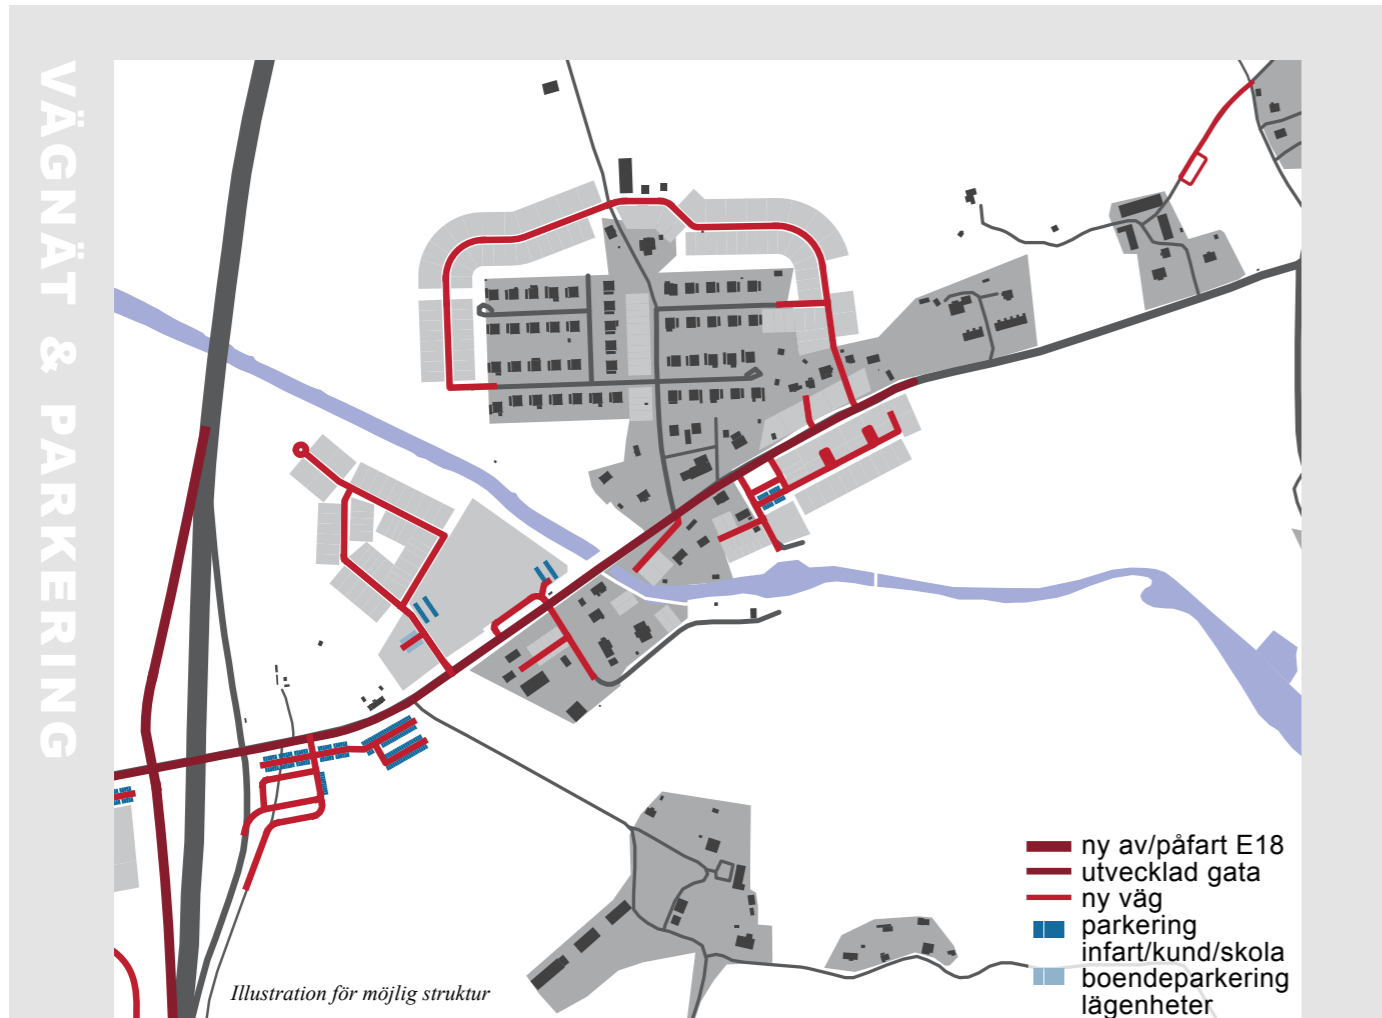 VÄGNÄT & PARKERING
ny av/påfart E18
utvecklad gata
ny väg
parkering
infart/kund/skola
boendeparkering
lägenheter
Illustration för möjlig struktur